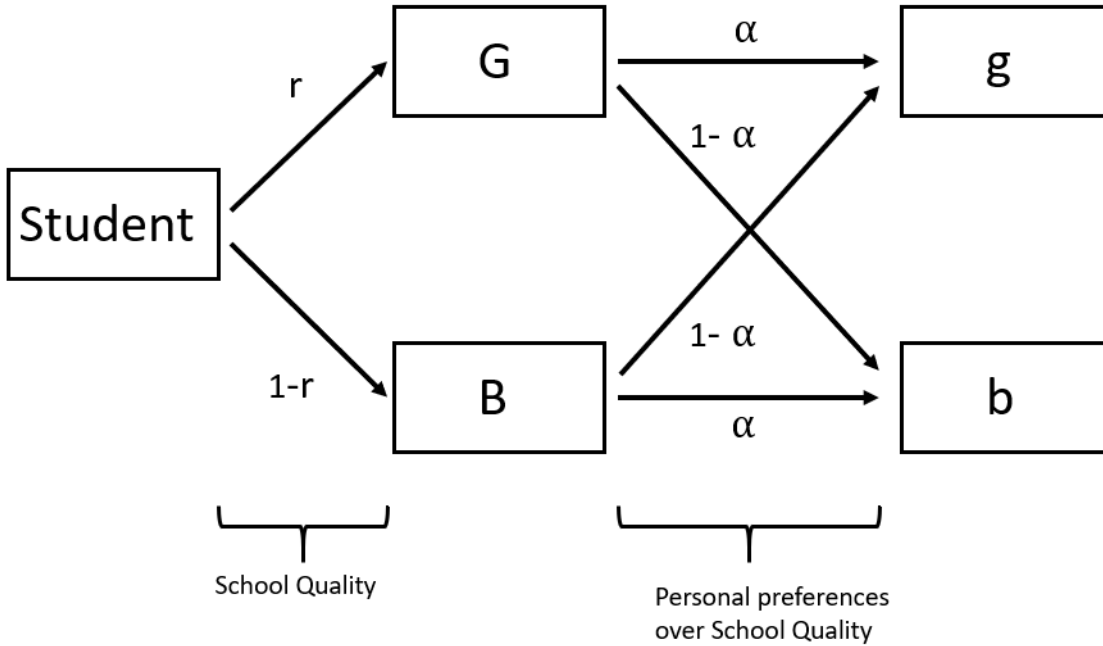 α
G
g
r
1- α
Student
1- α
1-r
B
b
α
School Quality
Personal preferences
over School Quality